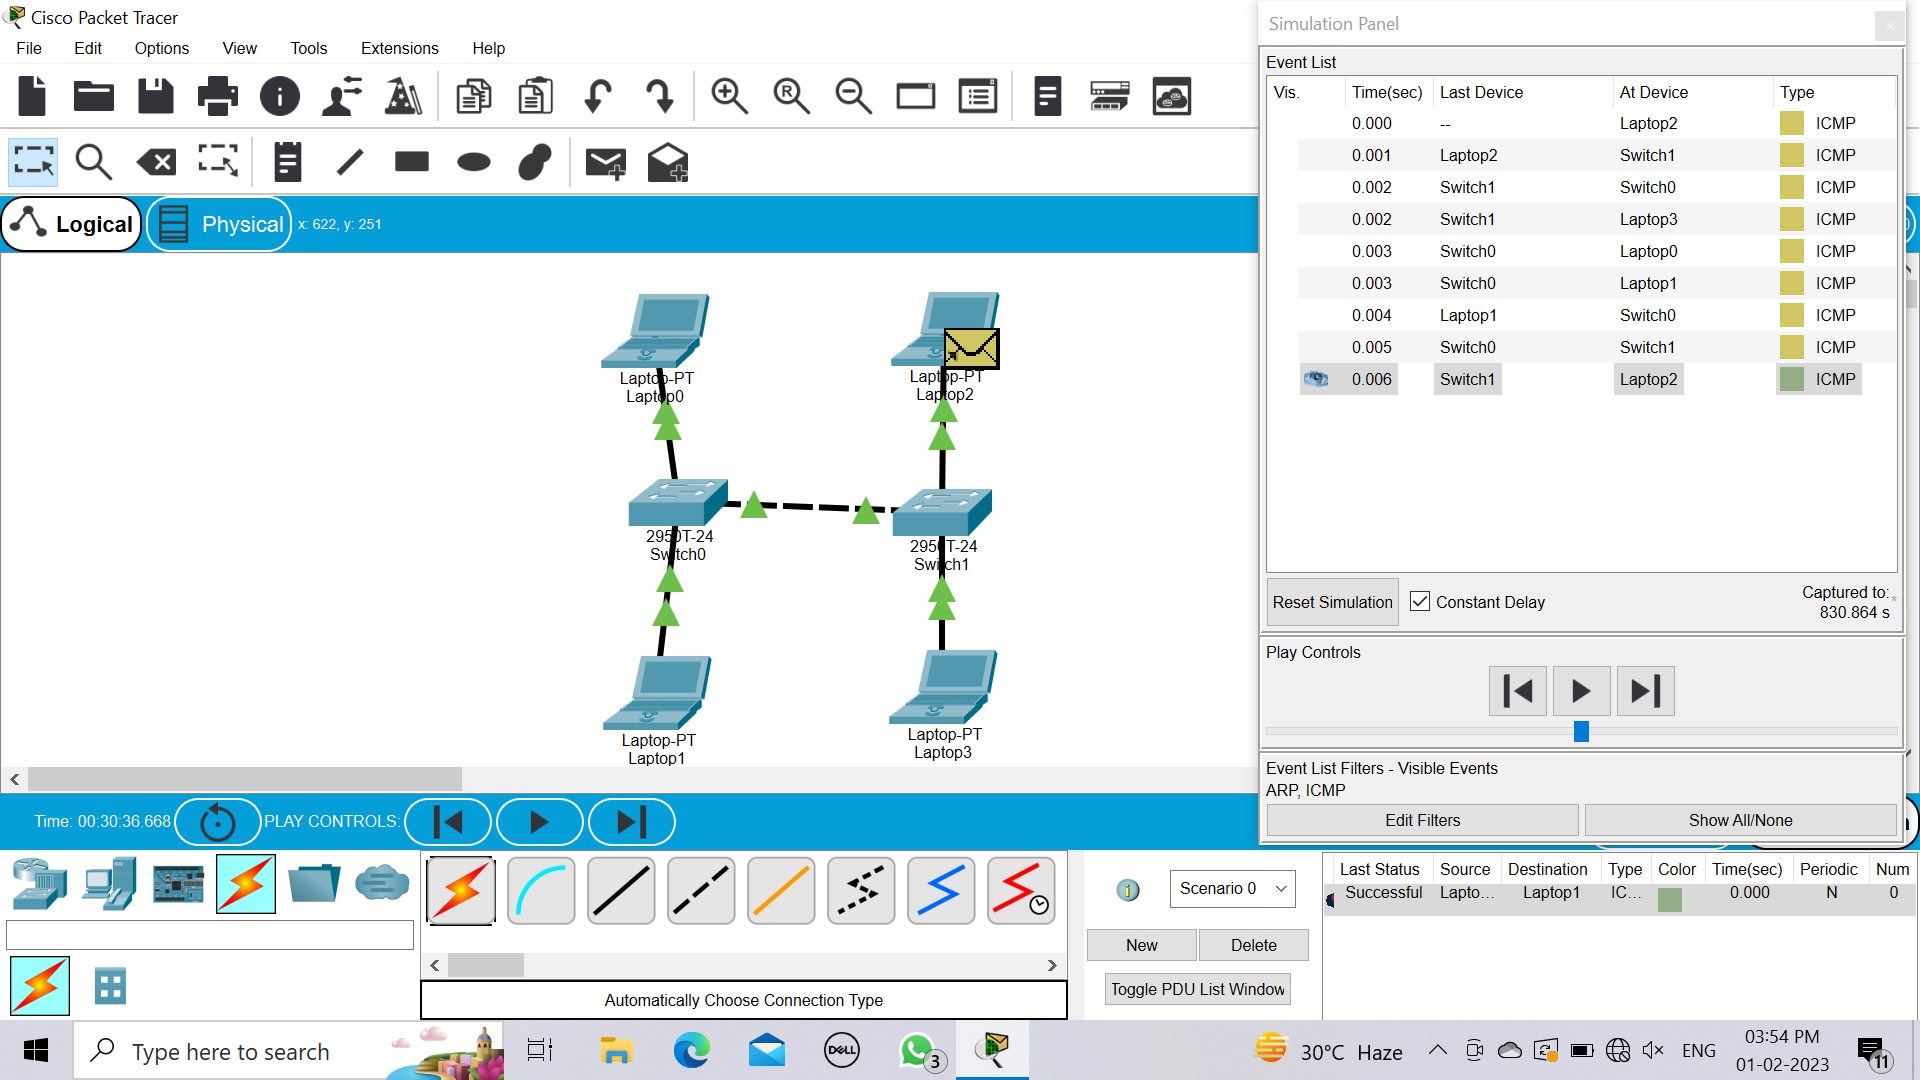 Cisco Packet Tracer
File Edit Options View Tools Extensions Help
Logical Physical x: 622, y: 251
Laptop-PT
Laptop0
Laptop-PT
Laptop2
2950T-24
Switch0
2950T-24
Switch1
Laptop-PT
Laptop1
Laptop-PT
Laptop3
Simulation Panel
Event List
Vis. Time(sec) Last Device At Device Type
0.000 -- Laptop2 ICMP
0.001 Laptop2 Switch1 ICMP
0.002 Switch1 Switch0 ICMP
0.002 Switch1 Laptop3 ICMP
0.003 Switch0 Laptop0 ICMP
0.003 Switch0 Laptop1 ICMP
0.004 Laptop1 Switch0 ICMP
0.005 Switch0 Switch1 ICMP
0.006 Switch1 Laptop2 ICMP
Reset Simulation Constant Delay Captured to: *
830.864 s
Play Controls
Event List Filters - Visible Events
ARP, ICMP
Edit Filters Show All/None
Time: 00:30:36.668 PLAY CONTROLS:
Automatically Choose Connection Type
Scenario 0
New Delete
Toggle PDU List Window
Last Status Source Destination Type Color Time(sec) Periodic Num
Successful Lapto... Laptop1 IC... 0.000 N 0
Type here to search
DELL
3
30°C Haze
ENG
03:54 PM
01-02-2023
11